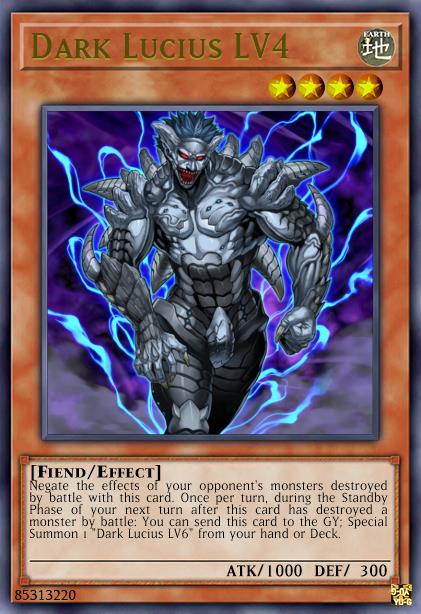 Dark Lucius LV4
EARTH
地
[Fiend/Effect]
Negate the effects of your opponent's monsters destroyed
by battle with this card. Once per turn, during the Standby
Phase of your next turn after this card has destroyed a
monster by battle: You can send this card to the GY; Special
Summon 1 "Dark Lucius LV6" from your hand or Deck.
ATK/1000 DEF/ 300
85313220